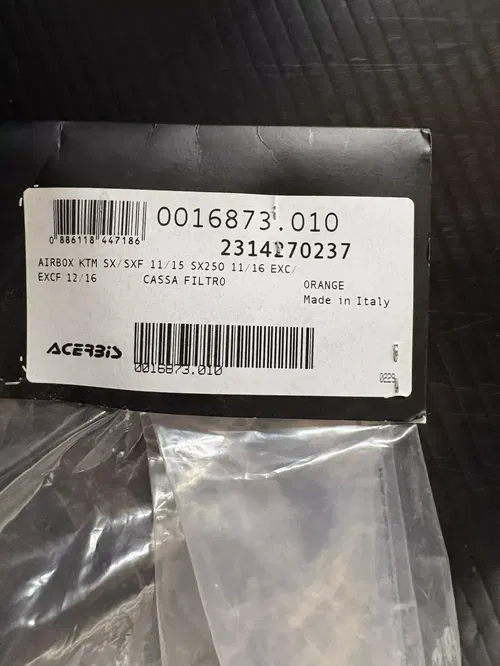 0016873.010
0 886118 447186
2314270237
AIRBOX KTM SX/SXF 11/15 SX250 11/16 EXC/
EXCF 12/16 CASSA FILTRO ORANGE
Made in Italy
ACERBIS
0016873.010